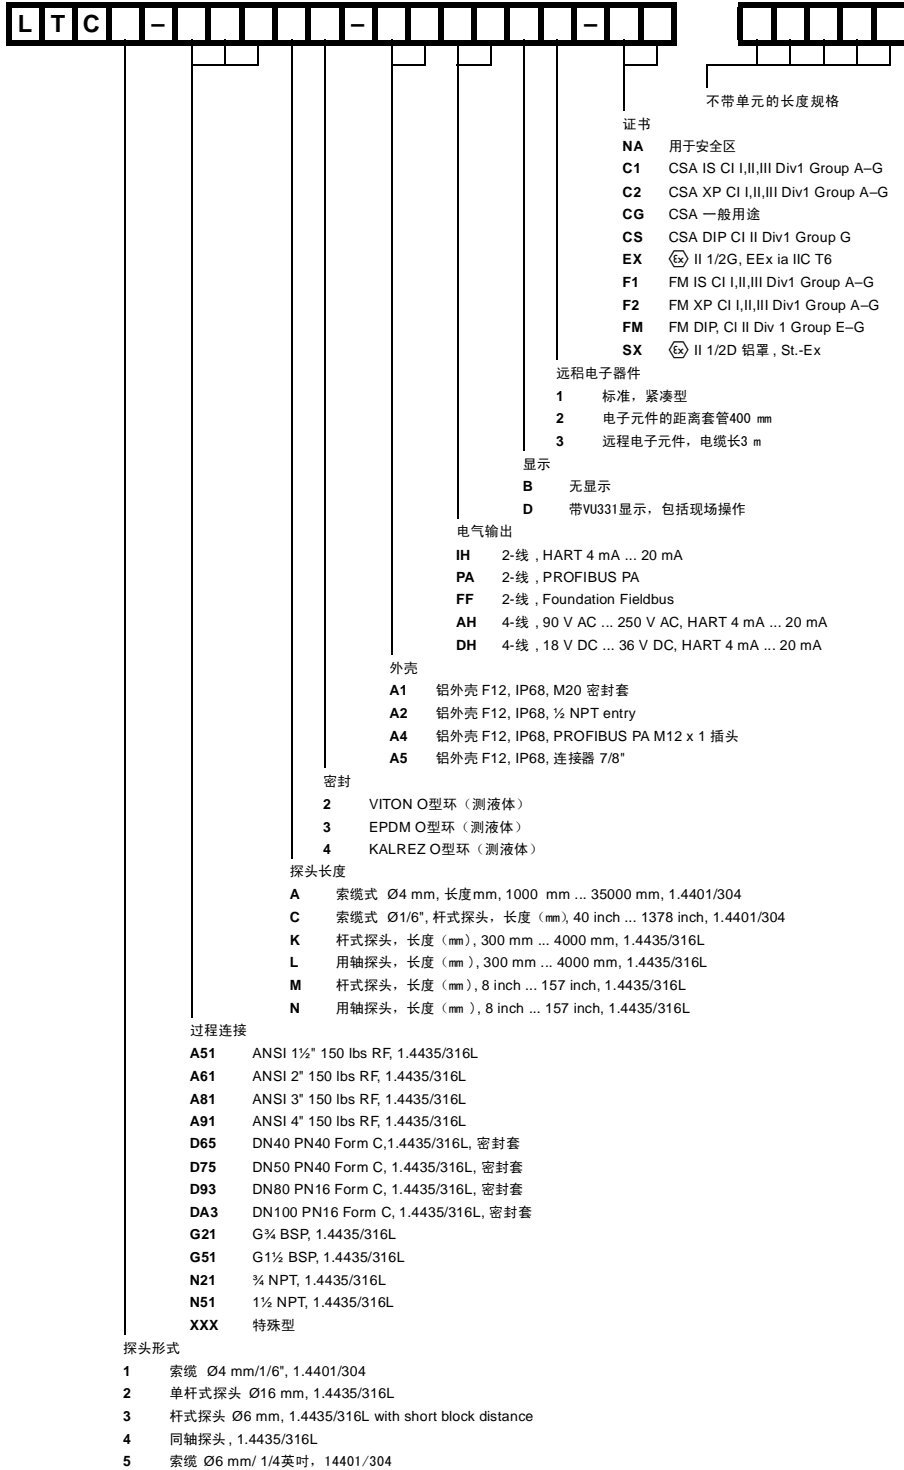 LTC – –  –
不带单元的长度规格
证书
NA 用于安全区
C1 CSA IS CI I,II,III Div1 Group A–G
C2 CSA XP CI I,II,III Div1 Group A–G
CG CSA 一般用途
CS CSA DIP CI II Div1 Group G
EX Ex II 1/2G, EEx ia IIC T6
F1 FM IS CI I,II,III Div1 Group A–G
F2 FM XP CI I,II,III Div1 Group A–G
FM FM DIP, CI II Div 1 Group E–G
SX Ex II 1/2D 铝罩 , St.-Ex
远程电子器件
1 标准，紧凑型
2 电子元件的距离套管400 mm
3 远程电子元件，电缆长3 m
显示
B 无显示
D 带VU331显示，包括现场操作
电气输出
IH 2-线 , HART 4 mA ... 20 mA
PA 2-线 , PROFIBUS PA
FF 2-线 , Foundation Fieldbus
AH 4-线 , 90 V AC ... 250 V AC, HART 4 mA ... 20 mA
DH 4-线 , 18 V DC ... 36 V DC, HART 4 mA ... 20 mA
外壳
A1 铝外壳 F12, IP68, M20 密封套
A2 铝外壳 F12, IP68, ½ NPT entry
A4 铝外壳 F12, IP68, PROFIBUS PA M12 x 1 插头
A5 铝外壳 F12, IP68, 连接器 7/8"
密封
2 VITON O型环（测液体）
3 EPDM O型环（测液体）
4 KALREZ O型环（测液体）
探头长度
A 索缆式 Ø4 mm, 长度mm, 1000 mm ... 35000 mm, 1.4401/304
C 索缆式 Ø1/6", 杆式探头，长度（mm), 40 inch ... 1378 inch, 1.4401/304
K 杆式探头，长度（mm), 300 mm ... 4000 mm, 1.4435/316L
L 用轴探头，长度（mm ), 300 mm ... 4000 mm, 1.4435/316L
M 杆式探头，长度（mm), 8 inch ... 157 inch, 1.4435/316L
N 用轴探头，长度（mm ), 8 inch ... 157 inch, 1.4435/316L
过程连接
A51 ANSI 1½" 150 lbs RF, 1.4435/316L
A61 ANSI 2" 150 lbs RF, 1.4435/316L
A81 ANSI 3" 150 lbs RF, 1.4435/316L
A91 ANSI 4" 150 lbs RF, 1.4435/316L
D65 DN40 PN40 Form C,1.4435/316L, 密封套
D75 DN50 PN40 Form C, 1.4435/316L, 密封套
D93 DN80 PN16 Form C, 1.4435/316L, 密封套
DA3 DN100 PN16 Form C, 1.4435/316L, 密封套
G21 G¾ BSP, 1.4435/316L
G51 G1½ BSP, 1.4435/316L
N21 ¾ NPT, 1.4435/316L
N51 1½ NPT, 1.4435/316L
XXX 特殊型
探头形式
1 索缆 Ø4 mm/1/6", 1.4401/304
2 单杆式探头 Ø16 mm, 1.4435/316L
3 杆式探头 Ø6 mm, 1.4435/316L with short block distance
4 同轴探头 , 1.4435/316L
5 索缆 Ø6 mm/ 1/4英吋，14401/304